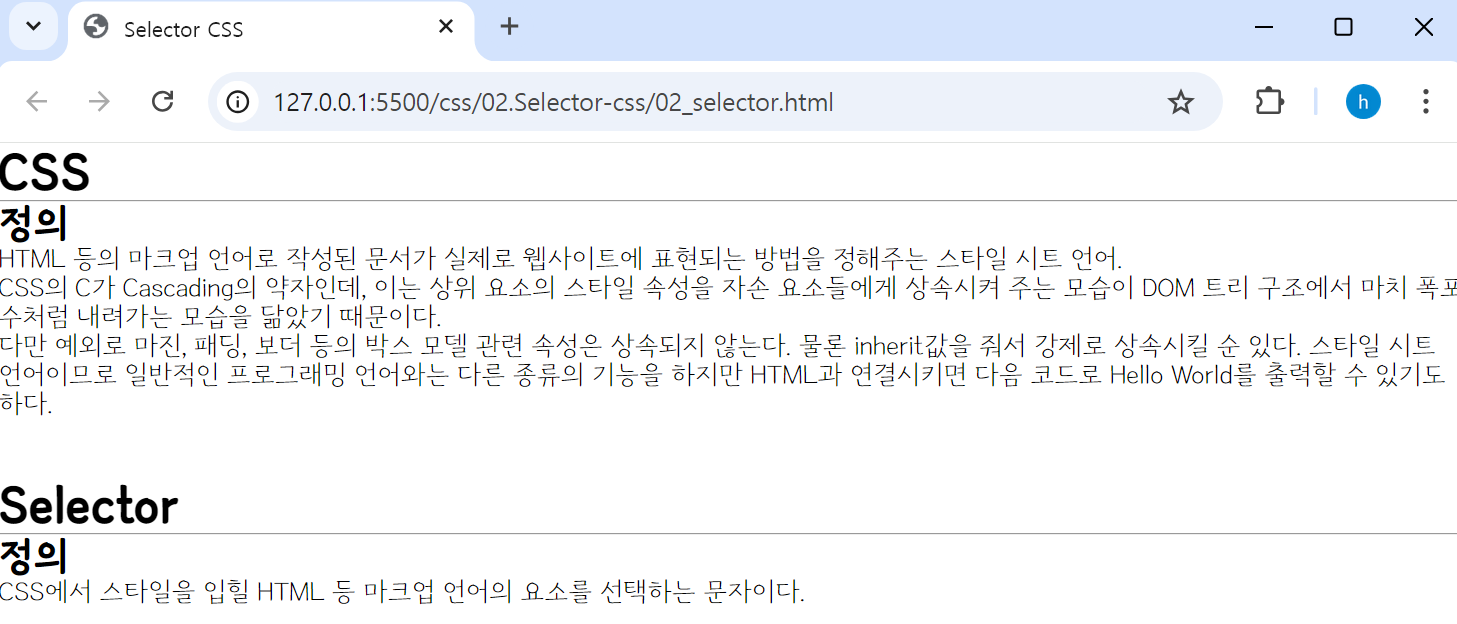 Selector CSS
127.0.0.1:5500/css/02.Selector-css/02_selector.html
h
CSS
정의
HTML 등의 마크업 언어로 작성된 문서가 실제로 웹사이트에 표현되는 방법을 정해주는 스타일 시트 언어.
CSS의 C가 Cascading의 약자인데, 이는 상위 요소의 스타일 속성을 자손 요소들에게 상속시켜 주는 모습이 DOM 트리 구조에서 마치 폭포
수처럼 내려가는 모습을 닮았기 때문이다.
다만 예외로 마진, 패딩, 보더 등의 박스 모델 관련 속성은 상속되지 않는다. 물론 inherit값을 줘서 강제로 상속시킬 순 있다. 스타일 시트
언어이므로 일반적인 프로그래밍 언어와는 다른 종류의 기능을 하지만 HTML과 연결시키면 다음 코드로 Hello World를 출력할 수 있기도
하다.
Selector
정의
CSS에서 스타일을 입힐 HTML 등 마크업 언어의 요소를 선택하는 문자이다.